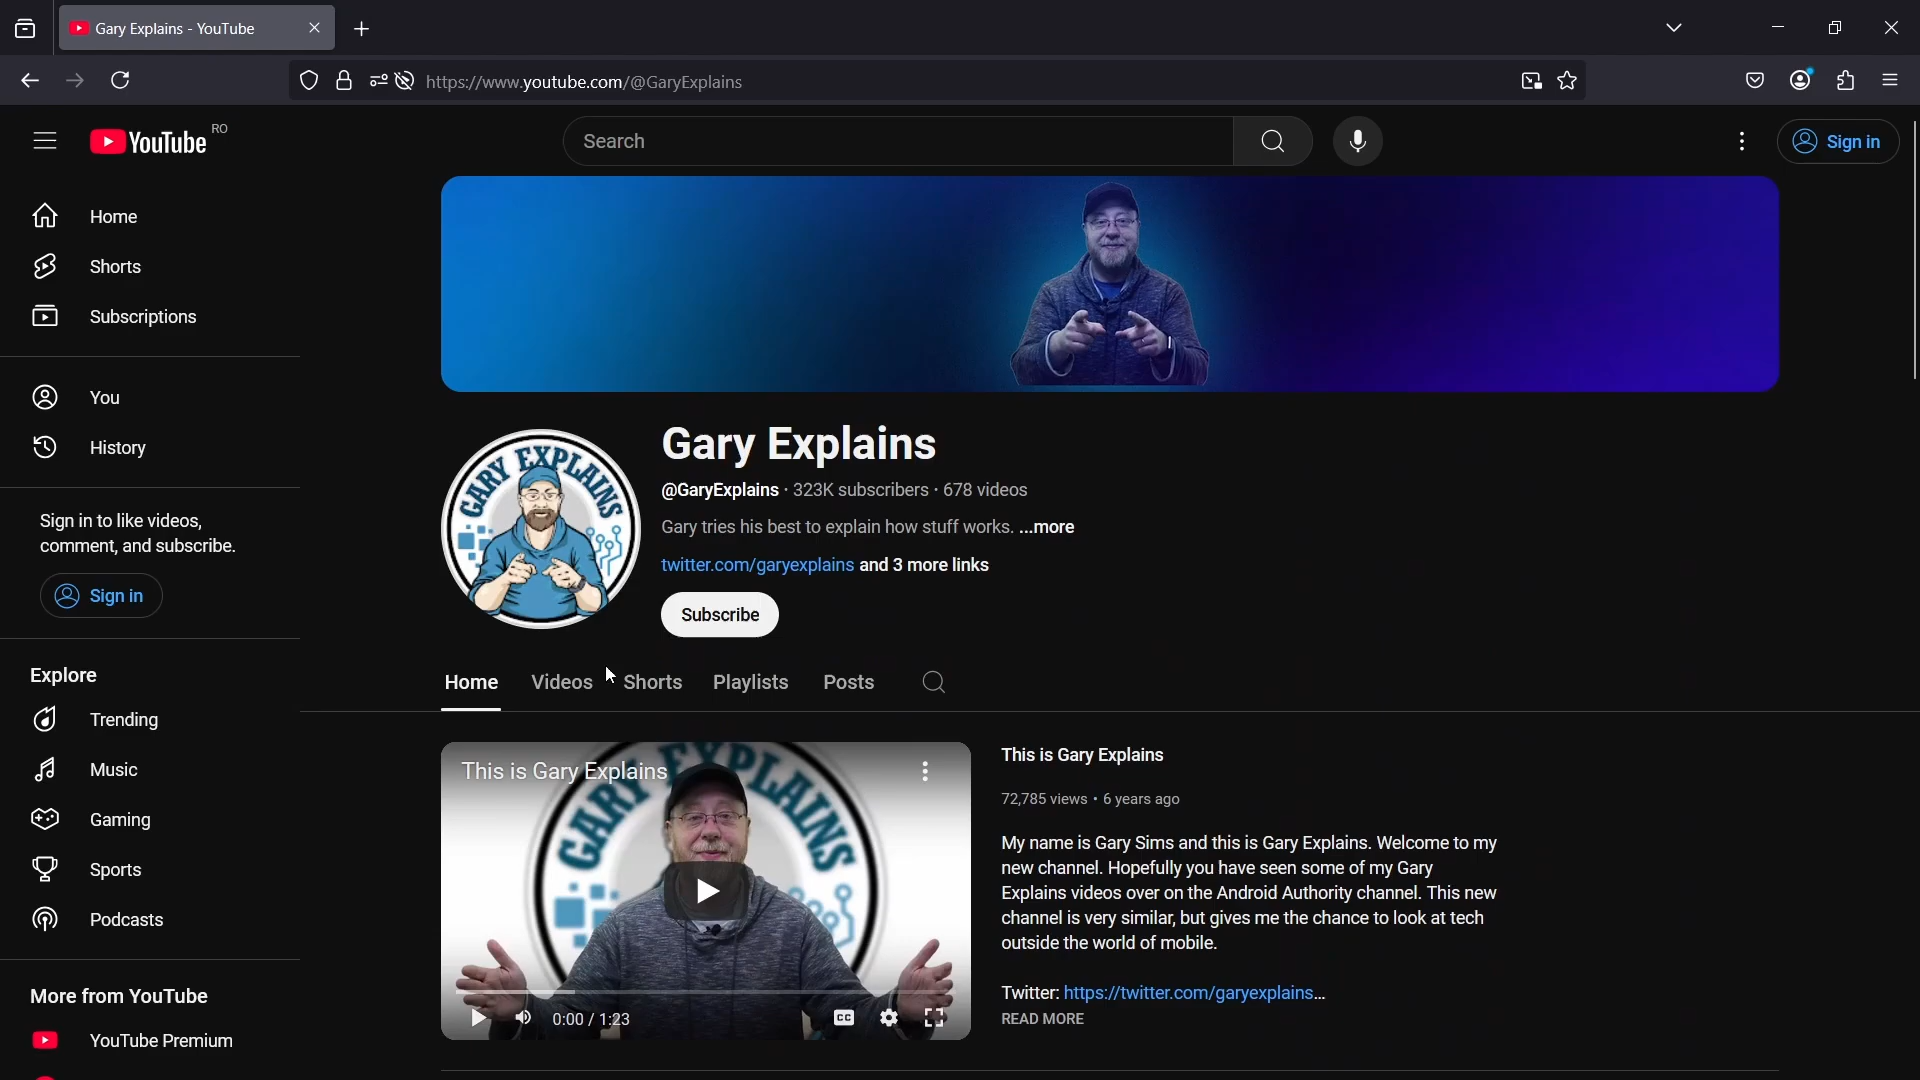 Gary Explains - YouTube
https://www.youtube.com/@GaryExplains
YouTube RO
Search
Sign in
Home
Shorts
Subscriptions
You
History
Sign in to like videos,
comment, and subscribe.
Sign in
Explore
Trending
Music
Gaming
Sports
Podcasts
More from YouTube
YouTube Premium
GARY EXPLAINS
Gary Explains
@GaryExplains · 323K subscribers · 678 videos
Gary tries his best to explain how stuff works. ...more
twitter.com/garyexplains and 3 more links
Subscribe
Home Videos Shorts Playlists Posts
This is Gary Explains
GARY EXPLAINS
0:00 / 1:23
CC
This is Gary Explains
72,785 views • 6 years ago
My name is Gary Sims and this is Gary Explains. Welcome to my
new channel. Hopefully you have seen some of my Gary
Explains videos over on the Android Authority channel. This new
channel is very similar, but gives me the chance to look at tech
outside the world of mobile.
Twitter: https://twitter.com/garyexplains...
READ MORE